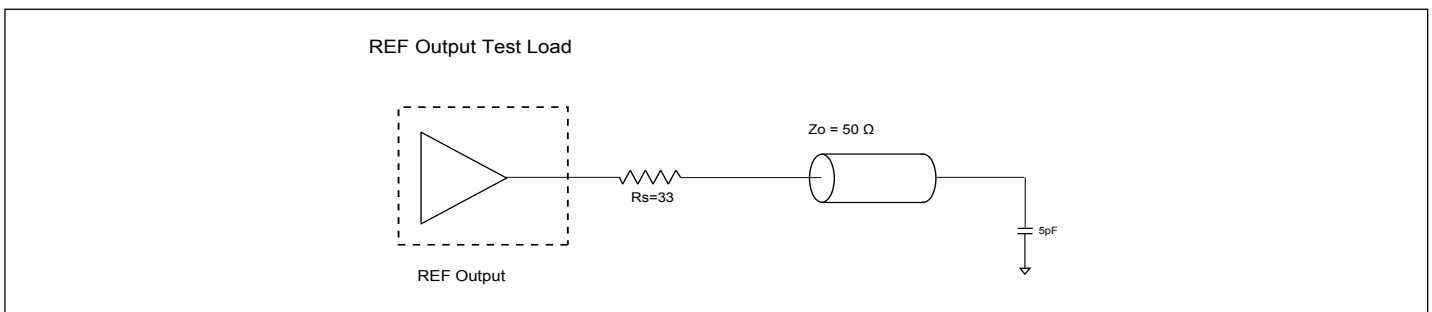 REF Output Test Load
Zo = 50 Ω
Rs=33
5pF
REF Output